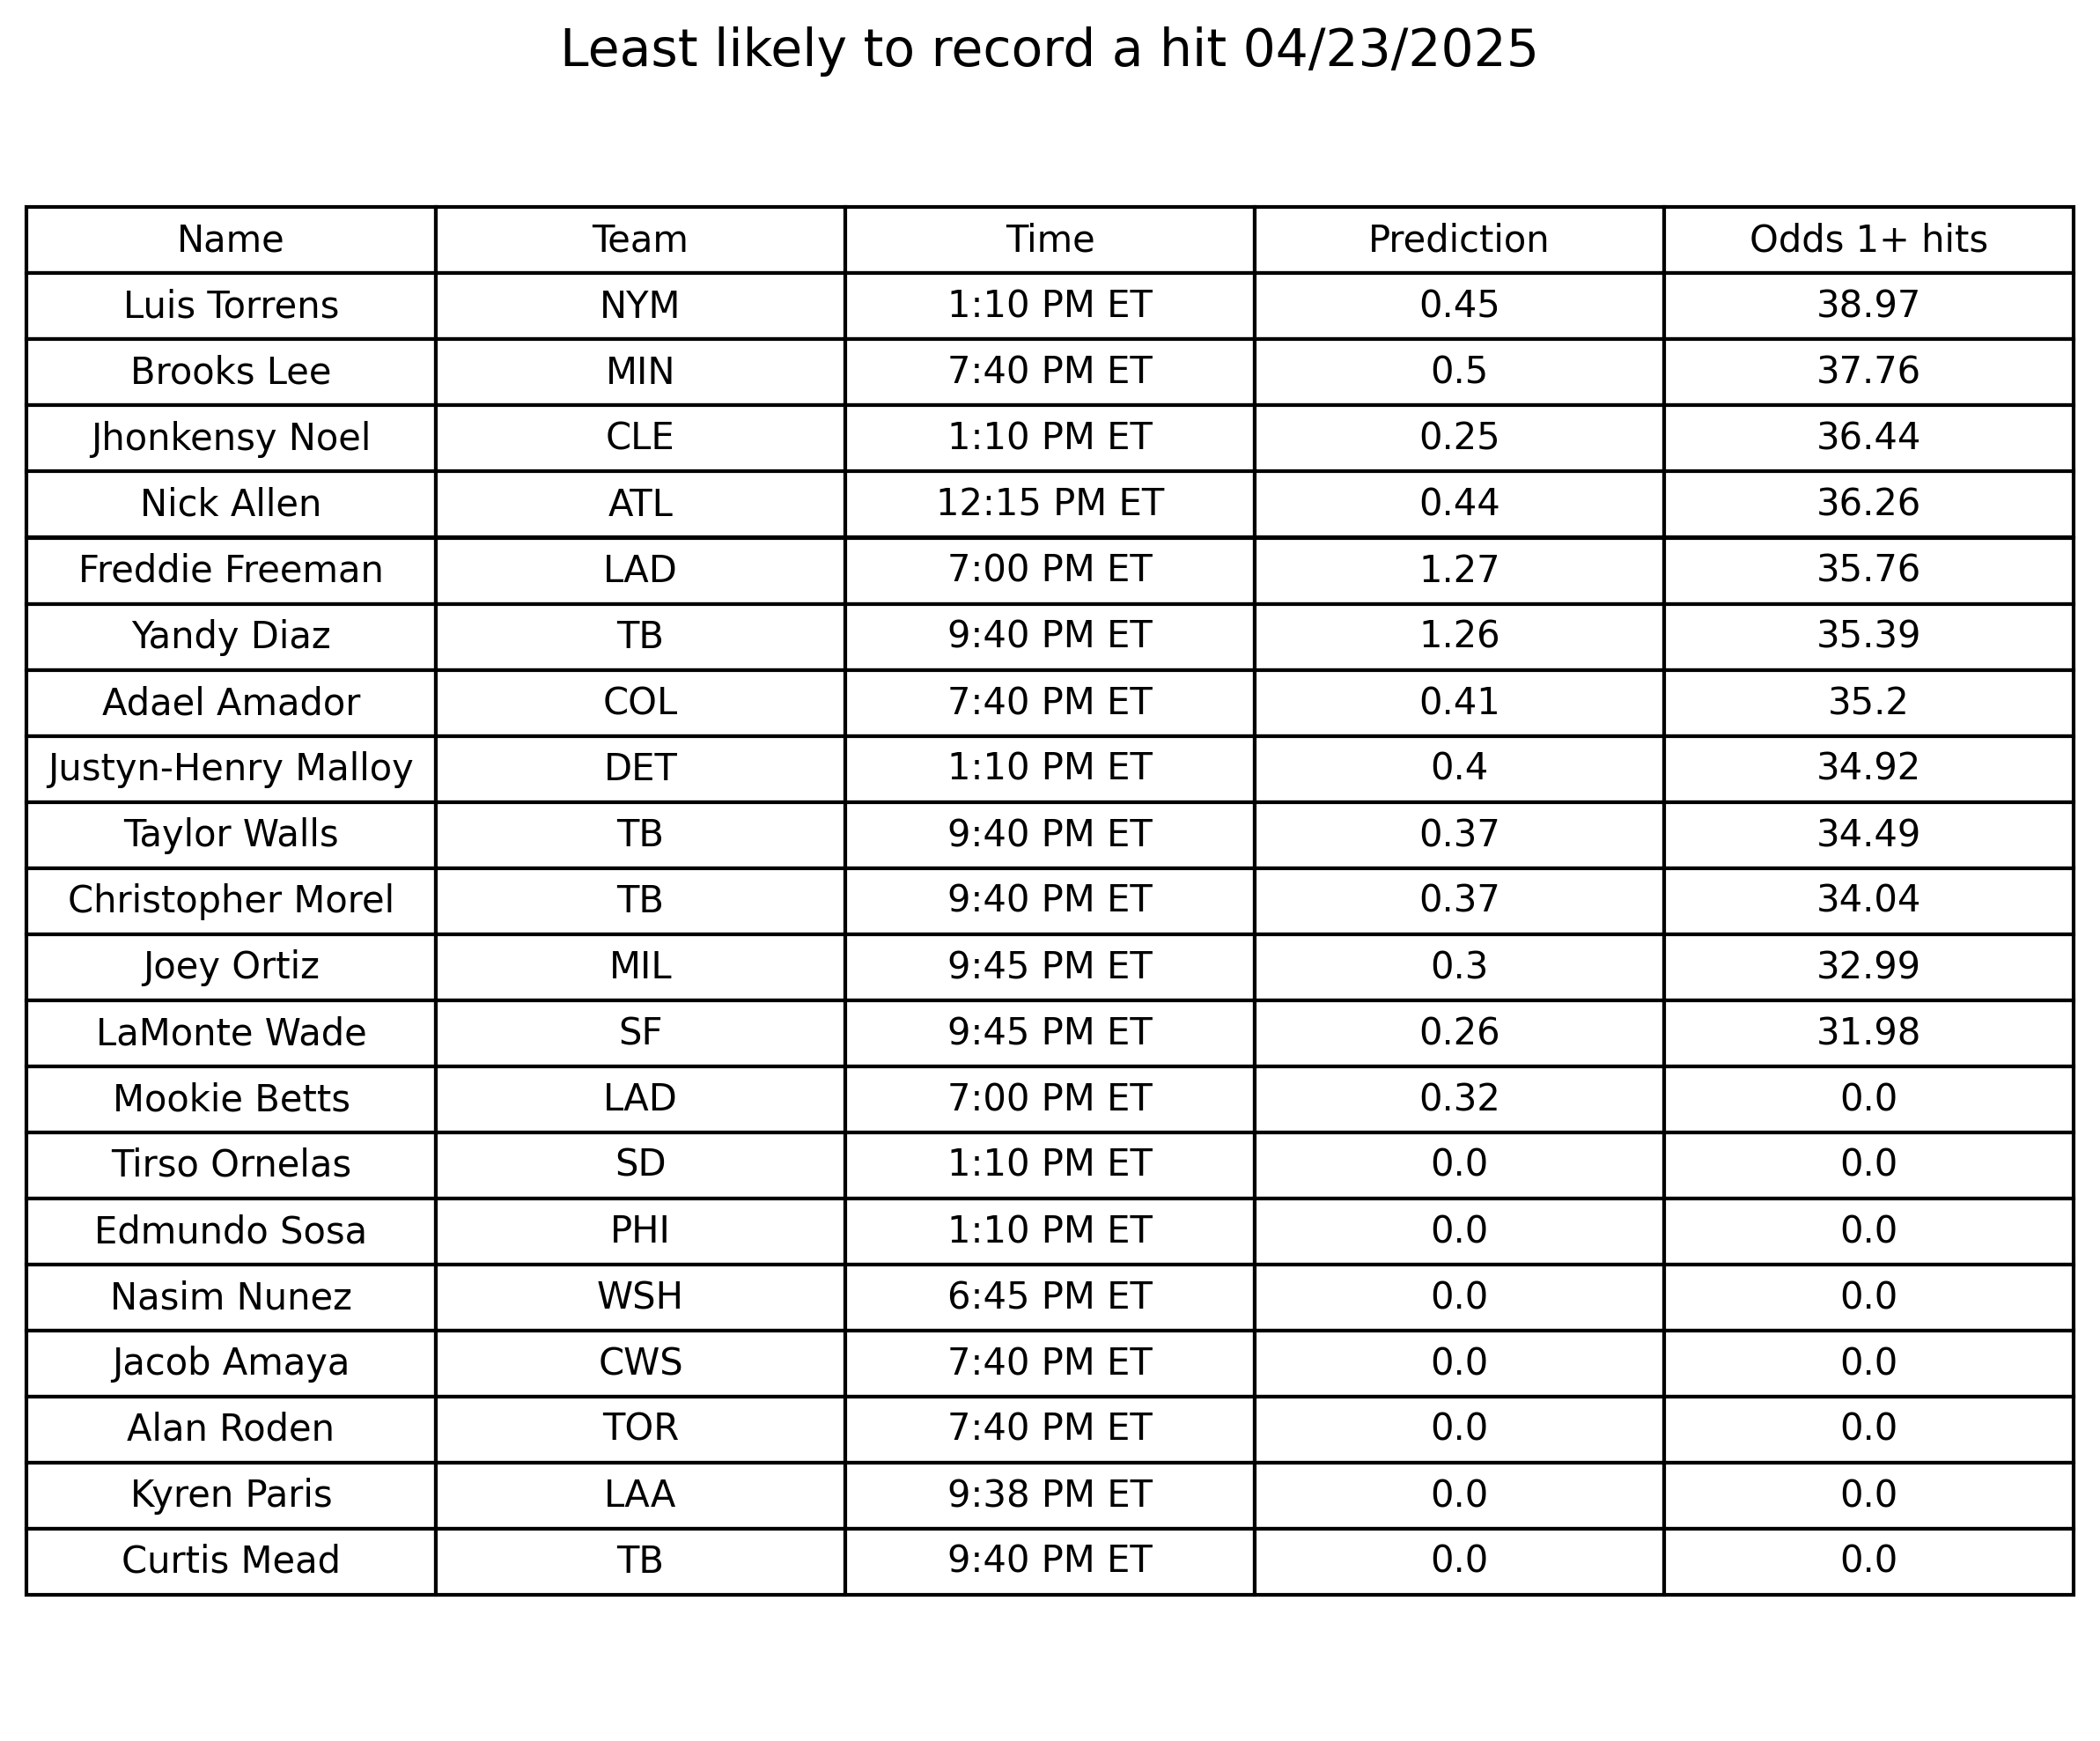 Least likely to record a hit 04/23/2025
Name Team Time Prediction Odds 1+ hits
Luis Torrens NYM 1:10 PM ET 0.45 38.97
Brooks Lee MIN 7:40 PM ET 0.5 37.76
Jhonkensy Noel CLE 1:10 PM ET 0.25 36.44
Nick Allen ATL 12:15 PM ET 0.44 36.26
Freddie Freeman LAD 7:00 PM ET 1.27 35.76
Yandy Diaz TB 9:40 PM ET 1.26 35.39
Adael Amador COL 7:40 PM ET 0.41 35.2
Justyn-Henry Malloy DET 1:10 PM ET 0.4 34.92
Taylor Walls TB 9:40 PM ET 0.37 34.49
Christopher Morel TB 9:40 PM ET 0.37 34.04
Joey Ortiz MIL 9:45 PM ET 0.3 32.99
LaMonte Wade SF 9:45 PM ET 0.26 31.98
Mookie Betts LAD 7:00 PM ET 0.32 0.0
Tirso Ornelas SD 1:10 PM ET 0.0 0.0
Edmundo Sosa PHI 1:10 PM ET 0.0 0.0
Nasim Nunez WSH 6:45 PM ET 0.0 0.0
Jacob Amaya CWS 7:40 PM ET 0.0 0.0
Alan Roden TOR 7:40 PM ET 0.0 0.0
Kyren Paris LAA 9:38 PM ET 0.0 0.0
Curtis Mead TB 9:40 PM ET 0.0 0.0